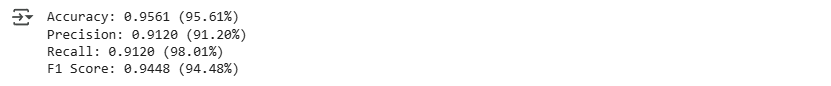 Accuracy: 0.9561 (95.61%)
Precision: 0.9120 (91.20%)
Recall: 0.9120 (98.01%)
F1 Score: 0.9448 (94.48%)